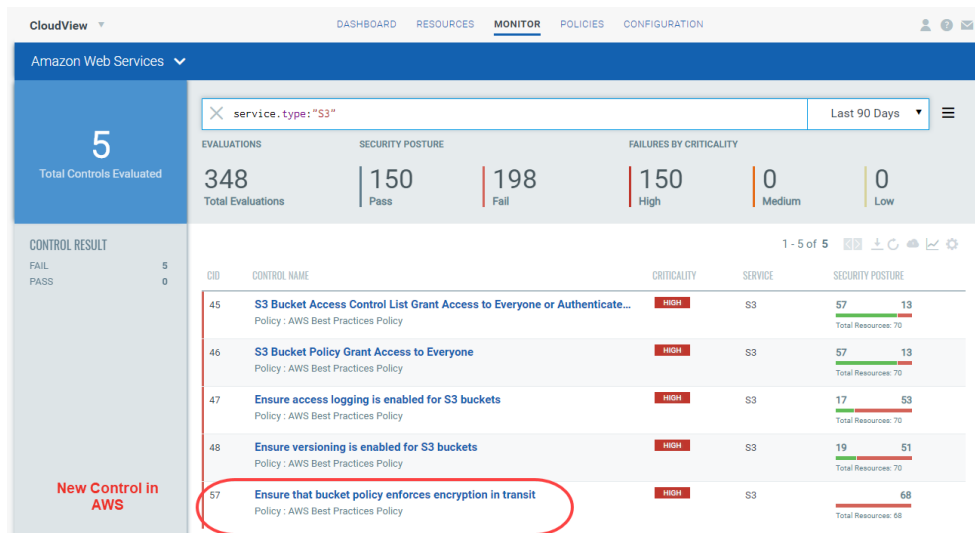 CloudView
DASHBOARD RESOURCES MONITOR POLICIES CONFIGURATION
Amazon Web Services
5
Total Controls Evaluated
service.type:"S3"
Last 90 Days
EVALUATIONS
SECURITY POSTURE
FAILURES BY CRITICALITY
348
Total Evaluations
150
Pass
198
Fail
150
High
0
Medium
0
Low
CONTROL RESULT
FAIL 5
PASS 0
1 - 5 of 5
CID CONTROL NAME CRITICALITY SERVICE SECURITY POSTURE
45 S3 Bucket Access Control List Grant Access to Everyone or Authenticate... HIGH S3 57 13
Policy : AWS Best Practices Policy
Total Resources: 70
46 S3 Bucket Policy Grant Access to Everyone HIGH S3 57 13
Policy : AWS Best Practices Policy
Total Resources: 70
47 Ensure access logging is enabled for S3 buckets HIGH S3 17 53
Policy : AWS Best Practices Policy
Total Resources: 70
48 Ensure versioning is enabled for S3 buckets HIGH S3 19 51
Policy : AWS Best Practices Policy
Total Resources: 70
57 Ensure that bucket policy enforces encryption in transit HIGH S3 68
Policy : AWS Best Practices Policy
Total Resources: 68
New Control in
AWS